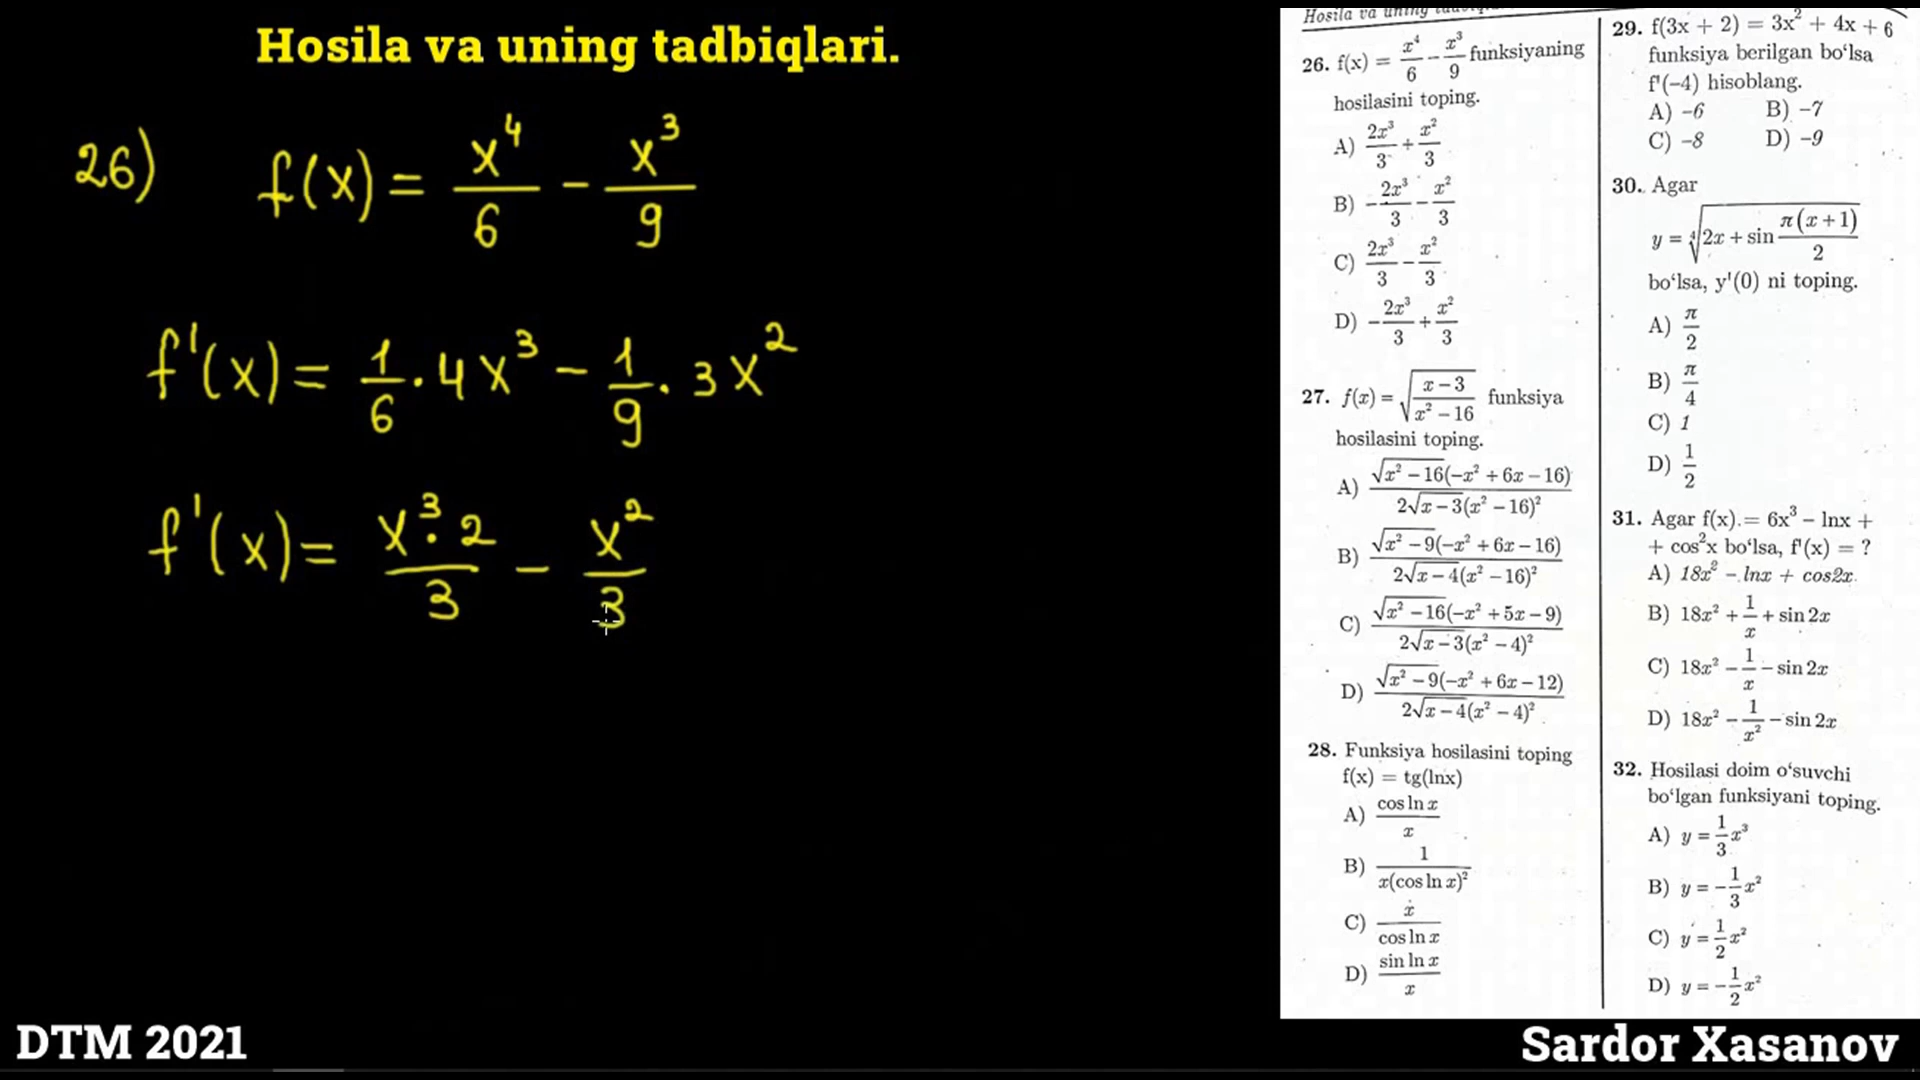 Hosila va uning tadbiqlari.
26) f(x) = x⁴/6 − x³/9
f'(x) = 1/6 · 4x³ − 1/9 · 3x²
f'(x) = x³·2/3 − x²/3
Hosila va uning
26. f(x) = x⁴/6 − x³/9 funksiyaning
hosilasini toping.
A) 2x³/3 + x²/3
B) −2x³/3 − x²/3
C) 2x³/3 − x²/3
D) −2x³/3 + x²/3
27. f(x) = √((x−3)/(x²−16)) funksiya
hosilasini toping.
A) √(x²−16)(−x²+6x−16) / 2√(x−3)(x²−16)²
B) √(x²−9)(−x²+6x−16) / 2√(x−4)(x²−16)²
C) √(x²−16)(−x²+5x−9) / 2√(x−3)(x²−4)²
D) √(x²−9)(−x²+6x−12) / 2√(x−4)(x²−4)²
28. Funksiya hosilasini toping
f(x) = tg(lnx)
A) cos ln x / x
B) 1 / x(cos ln x)²
C) x / cos ln x
D) sin ln x / x
29. f(3x + 2) = 3x² + 4x + 6
funksiya berilgan bo‘lsa
f'(−4) hisoblang.
A) −6 B) −7
C) −8 D) −9
30. Agar
y = ⁴√(2x + sin π(x+1)/2)
bo‘lsa, y'(0) ni toping.
A) π/2
B) π/4
C) 1
D) 1/2
31. Agar f(x) = 6x³ − lnx +
+ cos²x bo‘lsa, f'(x) = ?
A) 18x² − lnx + cos2x
B) 18x² + 1/x + sin 2x
C) 18x² − 1/x − sin 2x
D) 18x² − 1/x² − sin 2x
32. Hosilasi doim o‘suvchi
bo‘lgan funksiyani toping.
A) y = 1/3 x³
B) y = −1/3 x²
C) y = 1/2 x²
D) y = −1/2 x²
DTM 2021
Sardor Xasanov